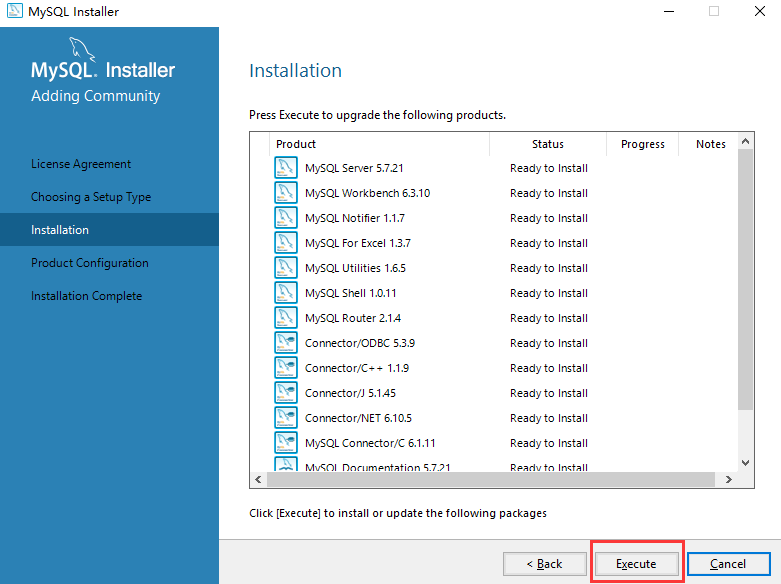 MySQL Installer
MySQL. Installer
Adding Community
License Agreement
Choosing a Setup Type
Installation
Product Configuration
Installation Complete
Installation
Press Execute to upgrade the following products.
Product Status Progress Notes
MySQL Server 5.7.21 Ready to Install
MySQL Workbench 6.3.10 Ready to Install
MySQL Notifier 1.1.7 Ready to Install
MySQL For Excel 1.3.7 Ready to Install
MySQL Utilities 1.6.5 Ready to Install
MySQL Shell 1.0.11 Ready to Install
MySQL Router 2.1.4 Ready to Install
Connector/ODBC 5.3.9 Ready to Install
Connector/C++ 1.1.9 Ready to Install
Connector/J 5.1.45 Ready to Install
Connector/NET 6.10.5 Ready to Install
MySQL Connector/C 6.1.11 Ready to Install
MySQL Documentation 5.7.21 Ready to Install
Click [Execute] to install or update the following packages
< Back Execute Cancel